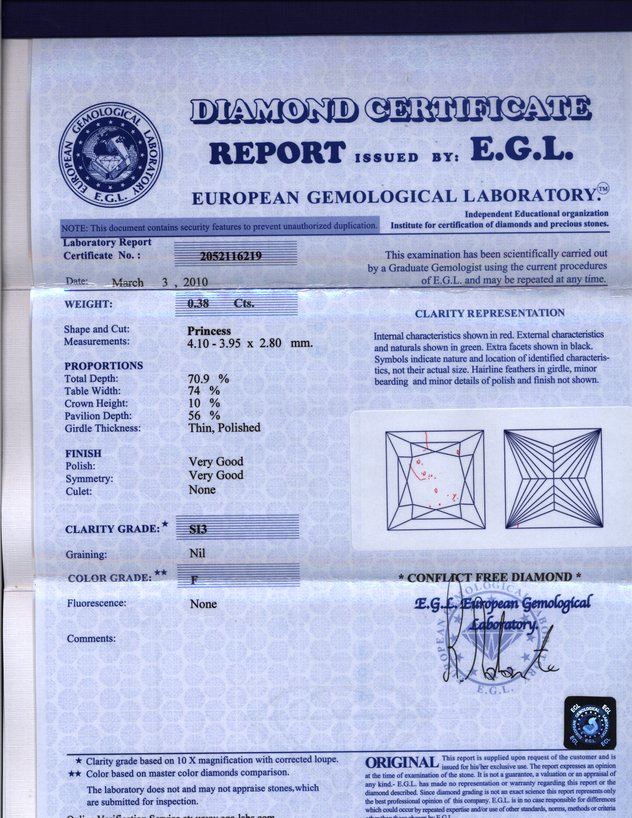 EUROPEAN GEMOLOGICAL LABORATORY
E.G.L.
DIAMOND CERTIFICATE
REPORT ISSUED BY: E.G.L.
EUROPEAN GEMOLOGICAL LABORATORY.™
Independent Educational organization
Institute for certification of diamonds and precious stones.
NOTE: This document contains security features to prevent unauthorized duplication.
Laboratory Report
Certificate No. : 2052116219
Date: March 3 , 2010
This examination has been scientifically carried out
by a Graduate Gemologist using the current procedures
of E.G.L. and may be repeated at any time.
WEIGHT: 0.38 Cts.
Shape and Cut: Princess
Measurements: 4.10 - 3.95 x 2.80 mm.
PROPORTIONS
Total Depth: 70.9 %
Table Width: 74 %
Crown Height: 10 %
Pavilion Depth: 56 %
Girdle Thickness: Thin, Polished
FINISH
Polish: Very Good
Symmetry: Very Good
Culet: None
CLARITY GRADE: ★ SI3
Graining: Nil
COLOR GRADE: ★★ F
Fluorescence: None
Comments:
CLARITY REPRESENTATION
Internal characteristics shown in red. External characteristics
and naturals shown in green. Extra facets shown in black.
Symbols indicate nature and location of identified characteris-
tics, not their actual size. Hairline feathers in girdle, minor
bearding and minor details of polish and finish not shown.
* CONFLICT FREE DIAMOND *
E.G.L. European Gemological
Laboratory.
E.G.L.
EGL
EGL
EGL
EGL
★ Clarity grade based on 10 X magnification with corrected loupe.
★★ Color based on master color diamonds comparison.
The laboratory does not and may not appraise stones,which
are submitted for inspection.
ORIGINAL This report is supplied upon request of the customer and is
issued for his/her exclusive use. The report expresses an opinion
at the time of examination of the stone. It is not a guarantee, a valuation or an appraisal of
any kind.- E.G.L. has made no representation or warranty regarding this report or the
diamond described. Since diamond grading is not an exact science this report represents only
the best professional opinion of this company. E.G.L. is in no case responsible for differences
which could occur by repeated expertise and/or use of other standards, norms, methods or criteria